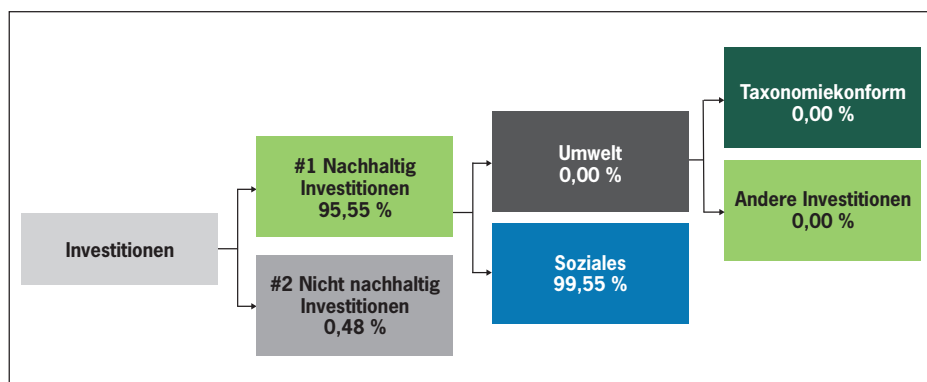 Investitionen
#1 Nachhaltig
Investitionen
95,55 %
#2 Nicht nachhaltig
Investitionen
0,48 %
Umwelt
0,00 %
Soziales
99,55 %
Taxonomiekonform
0,00 %
Andere Investitionen
0,00 %